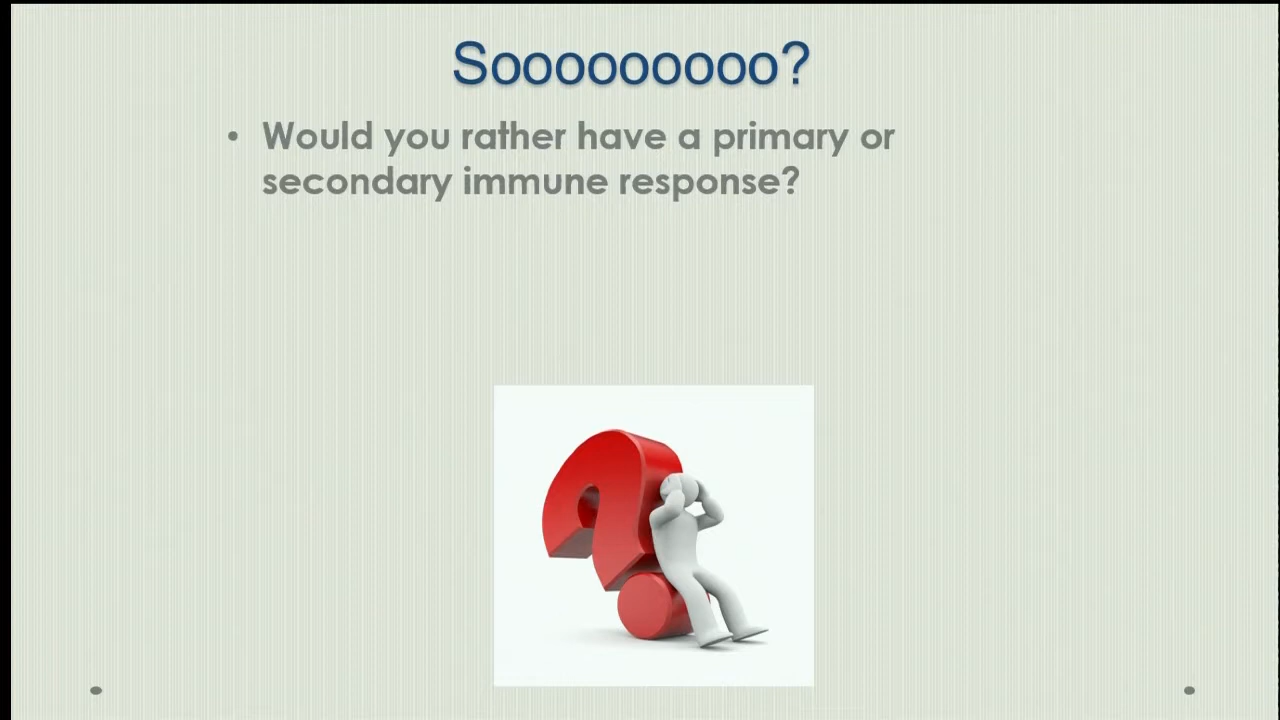 Sooooooooo?
• Would you rather have a primary or
secondary immune response?